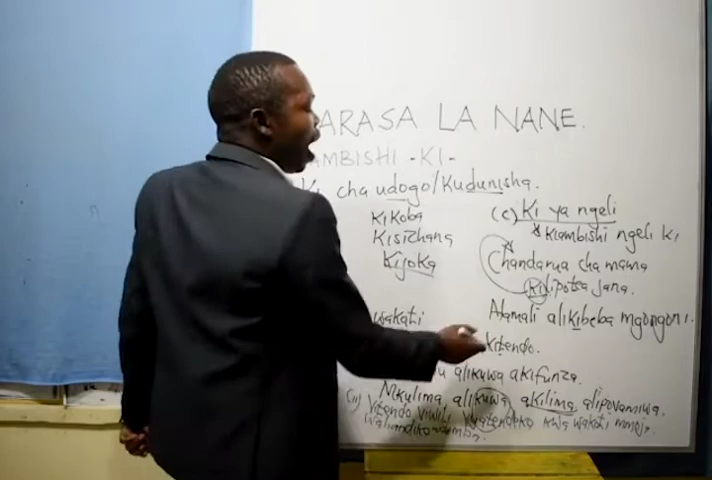 ARASA LA NANE.
AMBISHI -KI-
Ki cha udogo/Kudunisha.
Kikoba
Kisichana
Kijoka
wakati
(c) Ki ya ngeli
* Kiambishi ngeli ki,
Chandarua cha mama
kilipotea jana.
Atamali alikibeba mgongoni.
Kitendo.
u alikuwa akifunza.
(ii) Mkulima alikuwa akilima alipovamiwa.
Vitendo viwili kwa wakati mmoja.